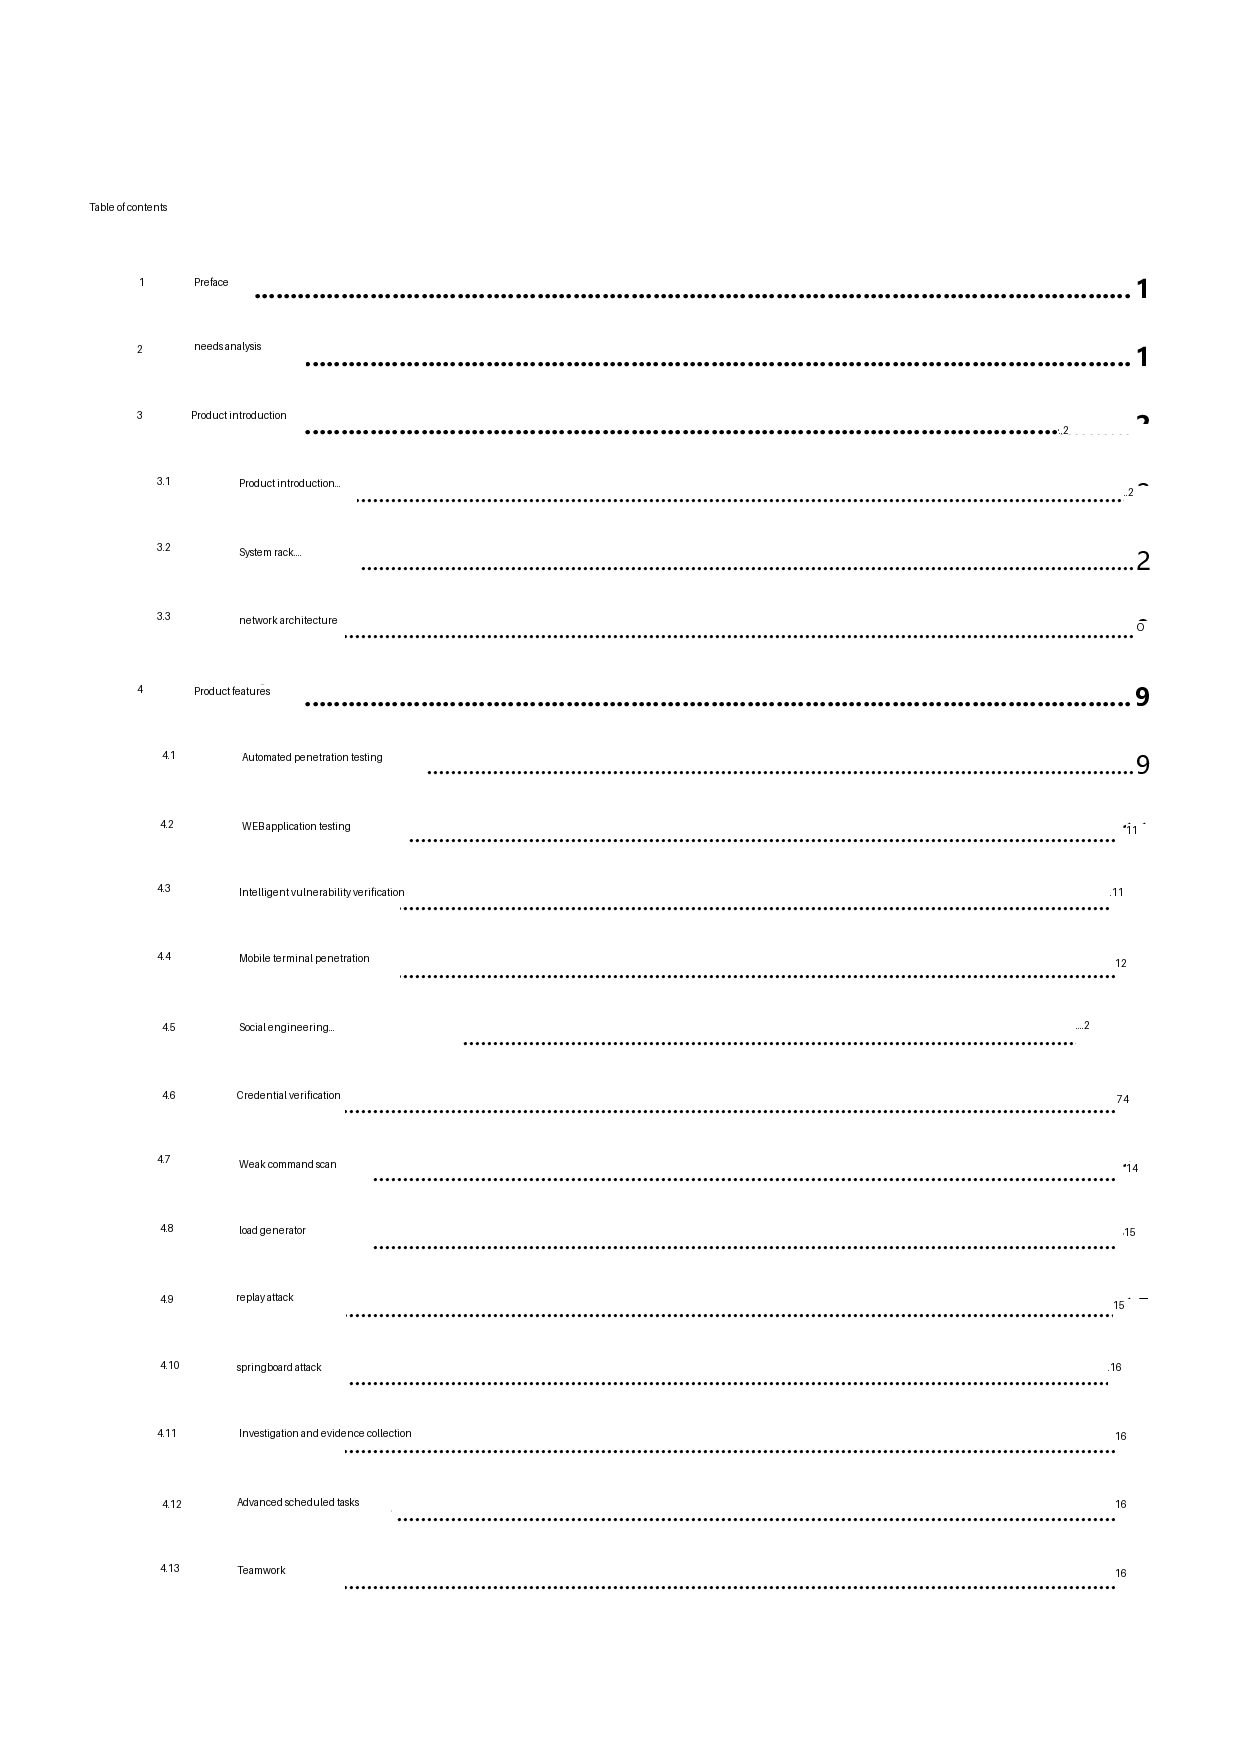 Table of contents
1 Preface 1
2 needs analysis 1
3 Product introduction ..2
3.1 Product introduction... ..2
3.2 System rack.... 2
3.3 network architecture
4 Product features 9
4.1 Automated penetration testing 9
4.2 WEB application testing 11
4.3 Intelligent vulnerability verification .11
4.4 Mobile terminal penetration 12
4.5 Social engineering... ....2
4.6 Credential verification 74
4.7 Weak command scan 14
4.8 load generator .15
4.9 replay attack 15
4.10 springboard attack .16
4.11 Investigation and evidence collection 16
4.12 Advanced scheduled tasks 16
4.13 Teamwork 16